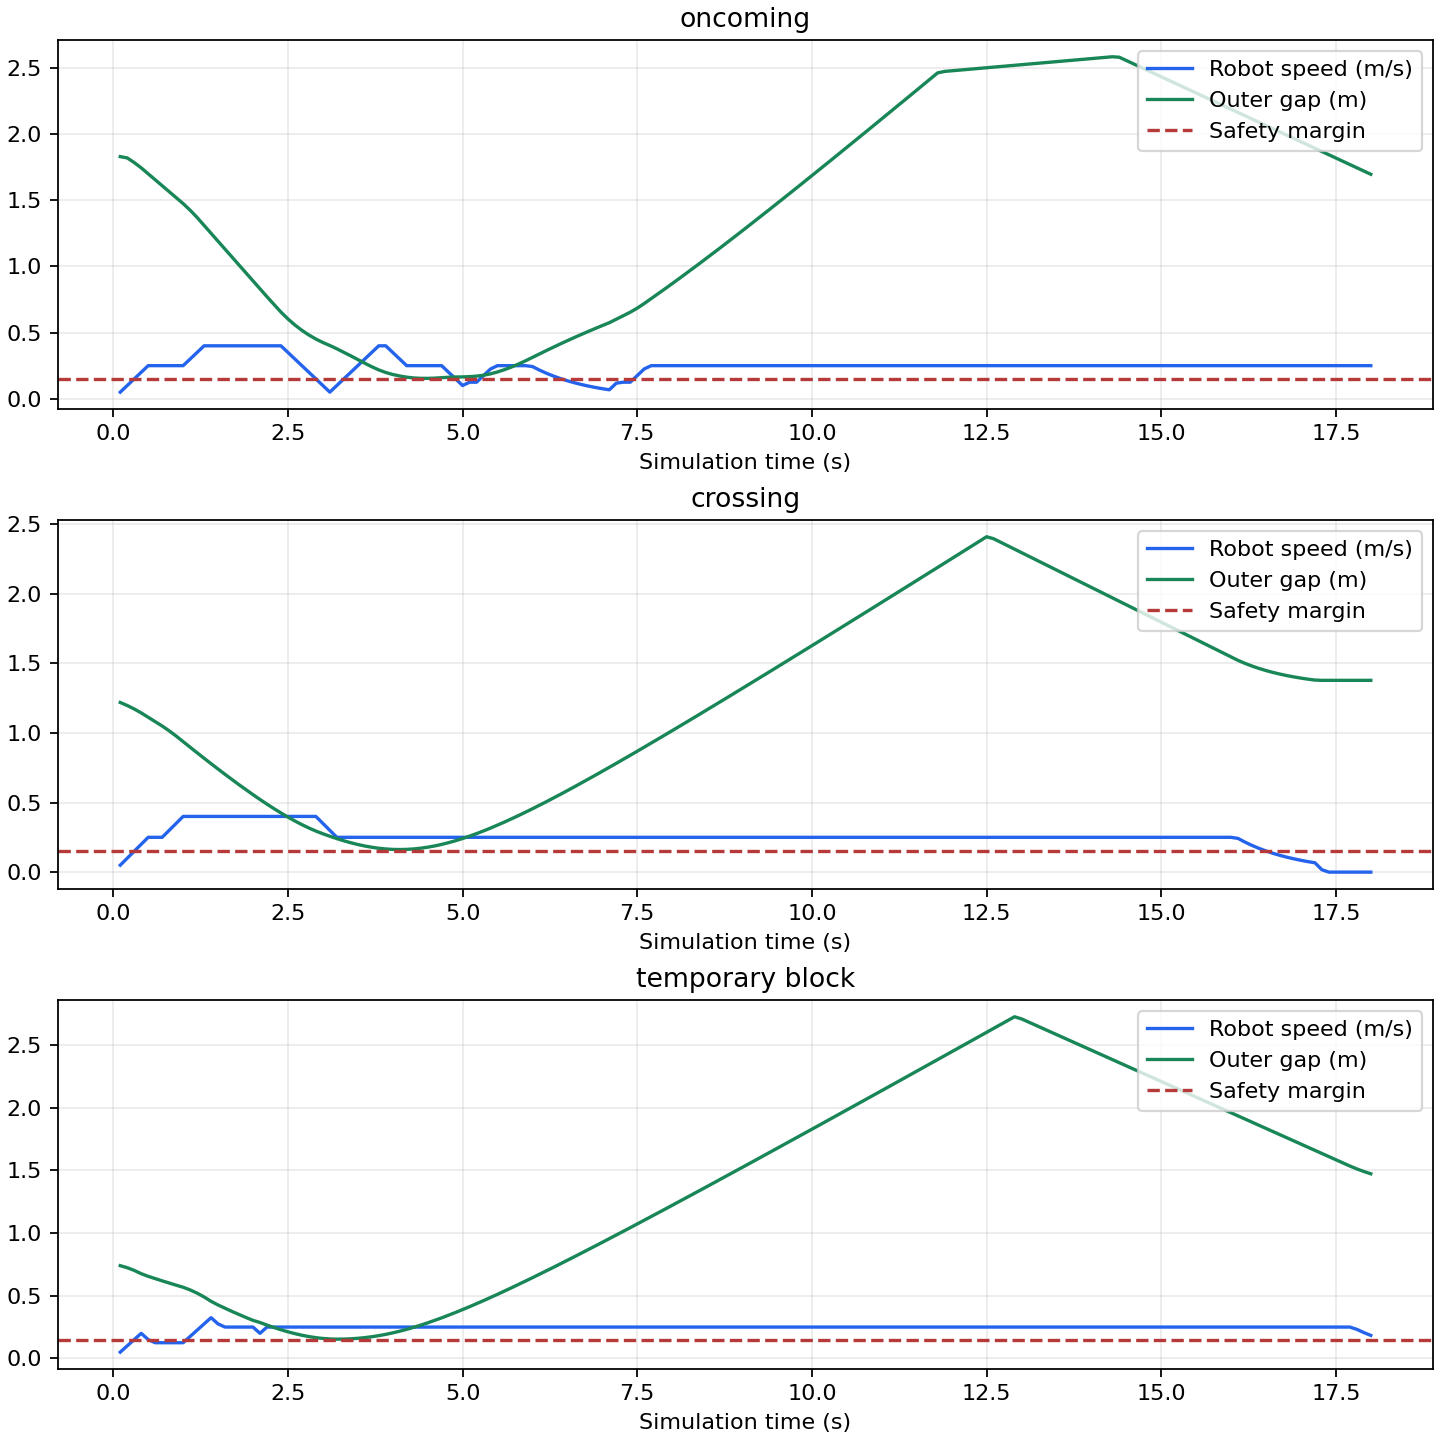 oncoming
2.5
2.0
1.5
1.0
0.5
0.0
Robot speed (m/s)
Outer gap (m)
Safety margin
0.0 2.5 5.0 7.5 10.0 12.5 15.0 17.5
Simulation time (s)
crossing
2.5
2.0
1.5
1.0
0.5
0.0
Robot speed (m/s)
Outer gap (m)
Safety margin
0.0 2.5 5.0 7.5 10.0 12.5 15.0 17.5
Simulation time (s)
temporary block
2.5
2.0
1.5
1.0
0.5
0.0
Robot speed (m/s)
Outer gap (m)
Safety margin
0.0 2.5 5.0 7.5 10.0 12.5 15.0 17.5
Simulation time (s)